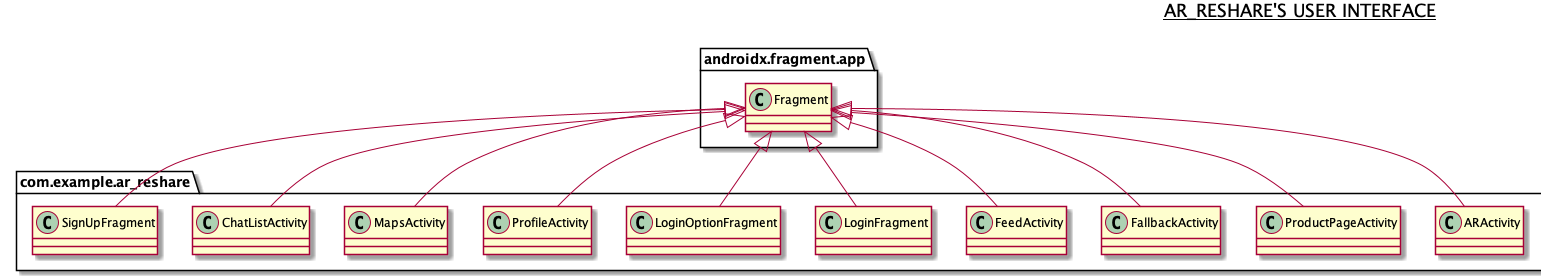 AR_RESHARE'S USER INTERFACE
androidx.fragment.app
C Fragment
com.example.ar_reshare
C SignUpFragment
C ChatListActivity
C MapsActivity
C ProfileActivity
C LoginOptionFragment
C LoginFragment
C FeedActivity
C FallbackActivity
C ProductPageActivity
C ARActivity